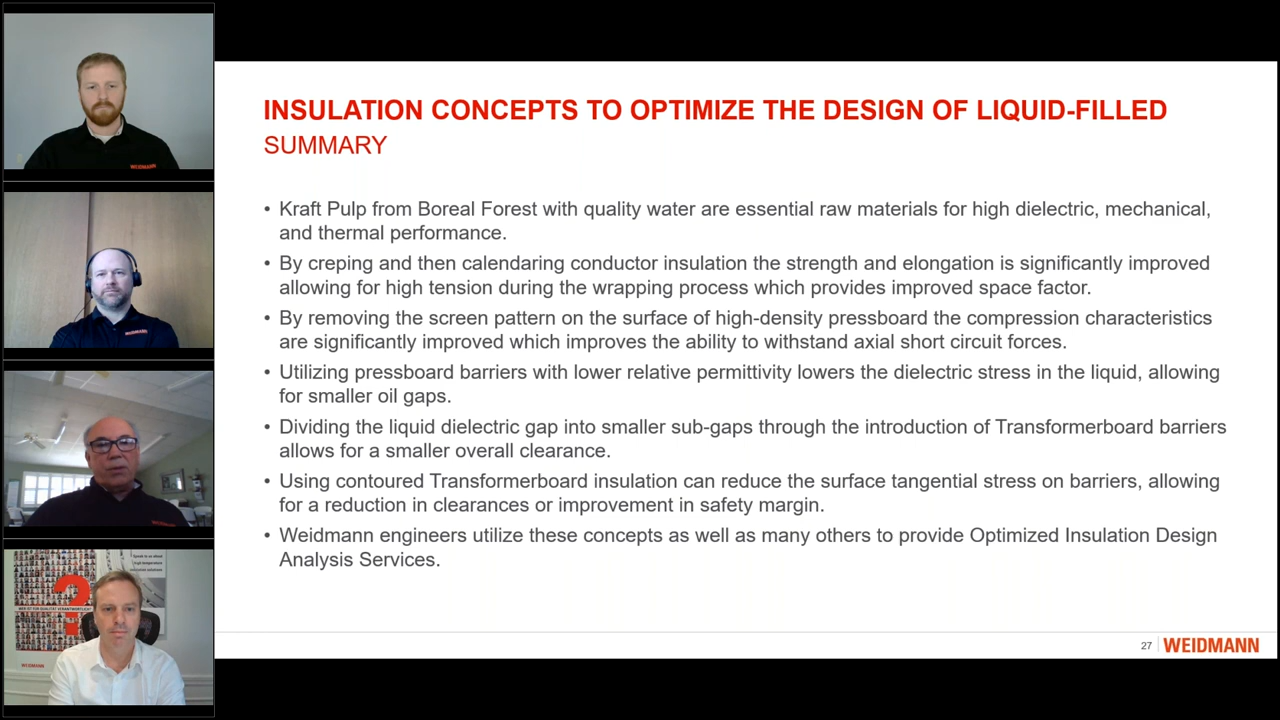 INSULATION CONCEPTS TO OPTIMIZE THE DESIGN OF LIQUID-FILLED
SUMMARY
• Kraft Pulp from Boreal Forest with quality water are essential raw materials for high dielectric, mechanical,
and thermal performance.
• By creping and then calendaring conductor insulation the strength and elongation is significantly improved
allowing for high tension during the wrapping process which provides improved space factor.
• By removing the screen pattern on the surface of high-density pressboard the compression characteristics
are significantly improved which improves the ability to withstand axial short circuit forces.
• Utilizing pressboard barriers with lower relative permittivity lowers the dielectric stress in the liquid, allowing
for smaller oil gaps.
• Dividing the liquid dielectric gap into smaller sub-gaps through the introduction of Transformerboard barriers
allows for a smaller overall clearance.
• Using contoured Transformerboard insulation can reduce the surface tangential stress on barriers, allowing
for a reduction in clearances or improvement in safety margin.
• Weidmann engineers utilize these concepts as well as many others to provide Optimized Insulation Design
Analysis Services.
27
WEIDMANN
WEIDMANN
WEIDMANN
?
WER IST FÜR QUALITÄT VERANTWORTLICH?
WEIDMANN